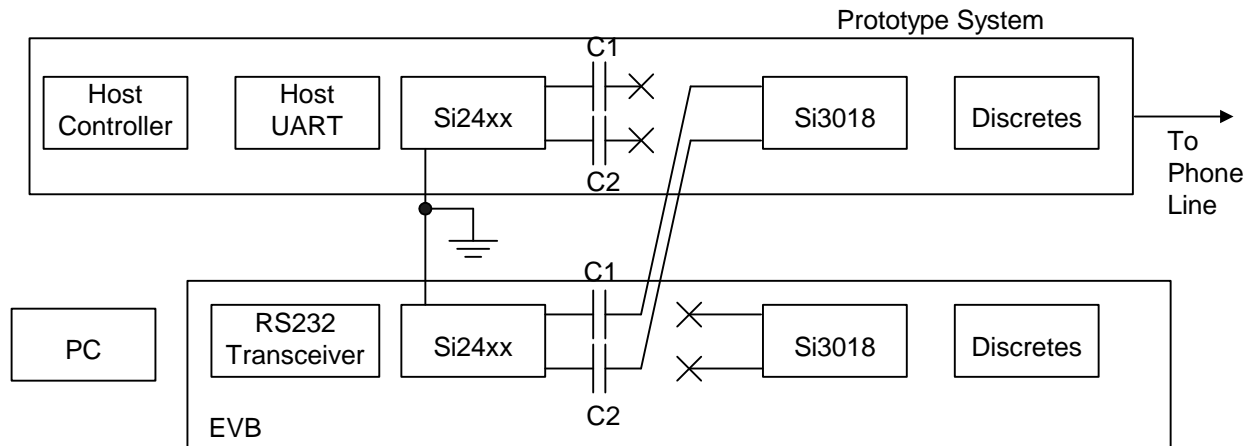 Prototype System
C1
Host
Controller
Host
UART
Si24xx
Si3018
Discretes
C2
To
Phone
Line
C1
PC
RS232
Transceiver
Si24xx
Si3018
Discretes
C2
EVB